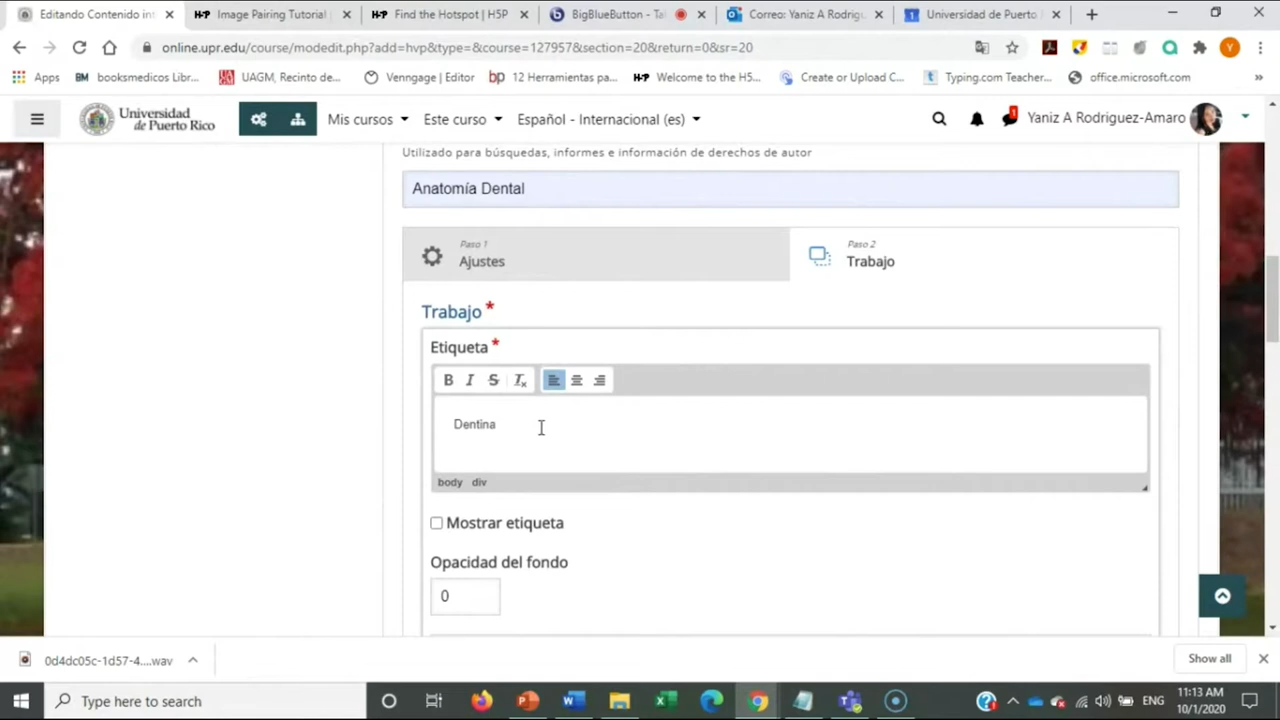 Editando Contenido int
Image Pairing Tutorial
Find the Hotspot | H5P
BigBlueButton - Ta
Correo: Yaniz A Rodrigu
Universidad de Puerto
online.upr.edu/course/modedit.php?add=hvp&type=&course=127957&section=20&return=0&sr=20
Y
Apps
booksmedicos Libr...
UAGM, Recinto de...
Venngage | Editor
12 Herramientas pa...
Welcome to the H5...
Create or Upload C...
Typing.com Teacher...
office.microsoft.com
»
Universidad
de Puerto Rico
Mis cursos
Este curso
Español - Internacional (es)
1
Yaniz A Rodriguez-Amaro
Utilizado para búsquedas, informes e información de derechos de autor
Anatomía Dental
Paso 1
Ajustes
Paso 2
Trabajo
Trabajo *
Etiqueta *
B I S Tx
Dentina
body div
Mostrar etiqueta
Opacidad del fondo
0
0d4dc05c-1d57-4....wav
Show all
Type here to search
ENG
11:13 AM
10/1/2020